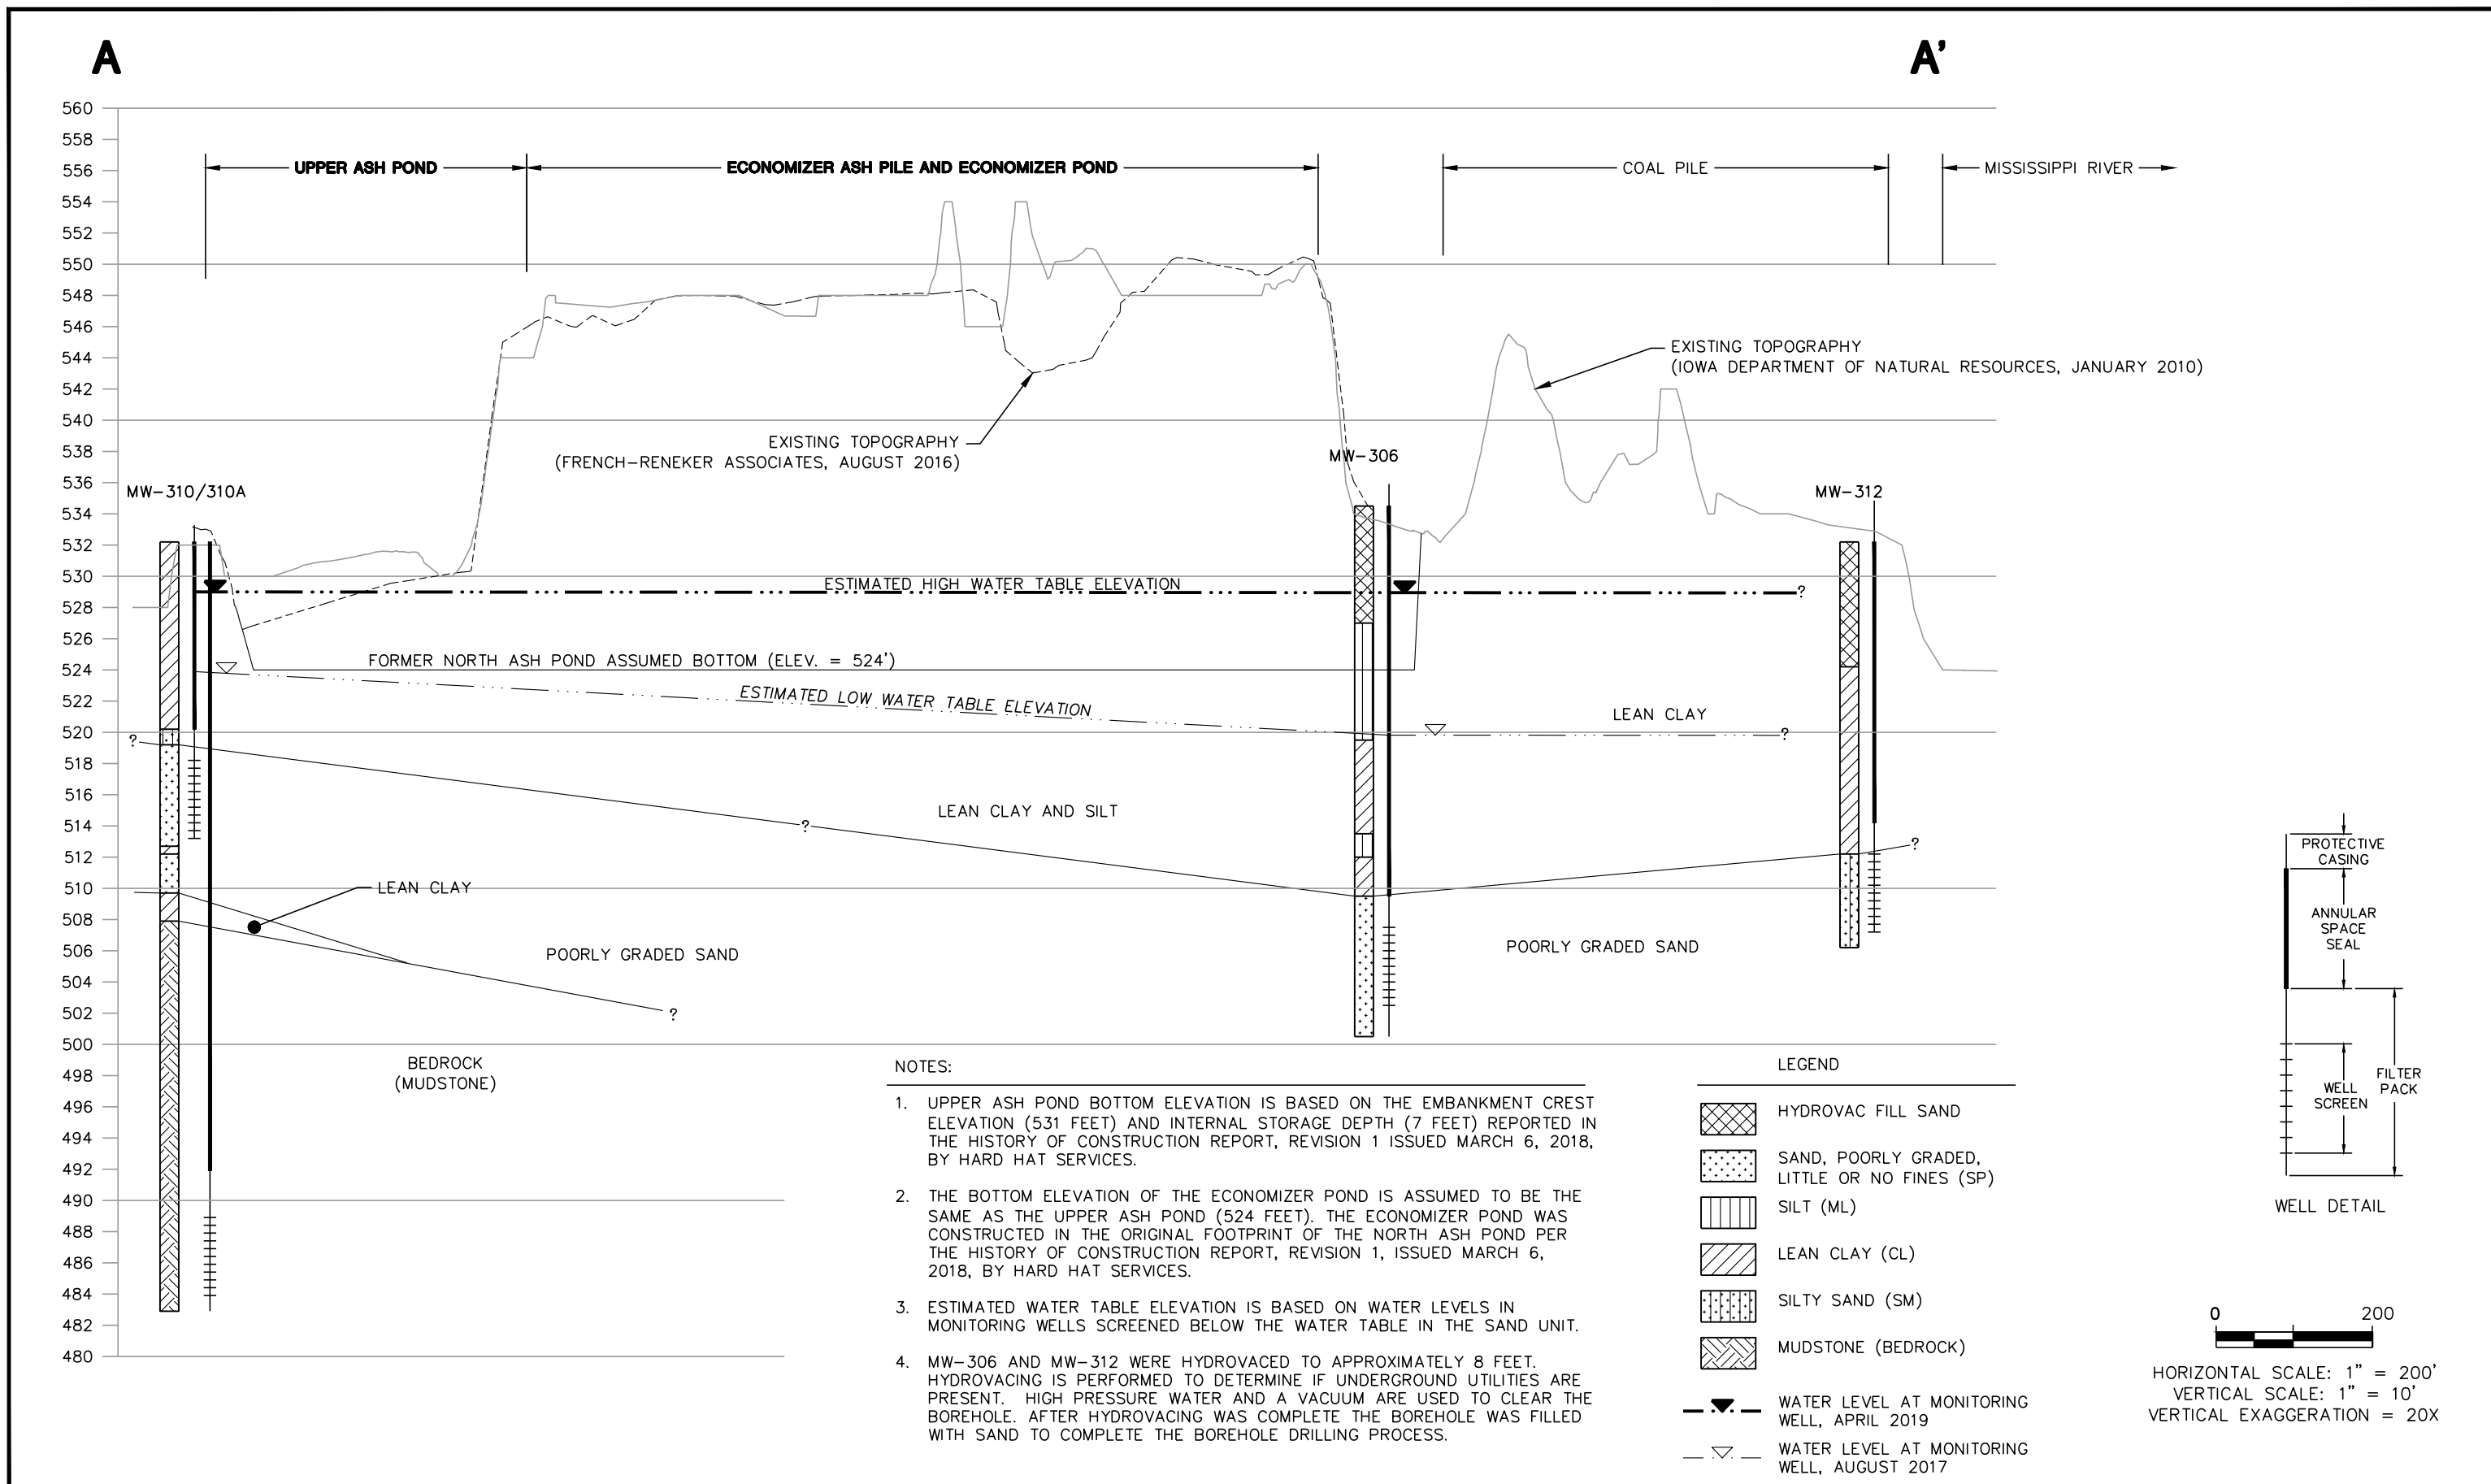 A
A'
560
558
556
554
552
550
548
546
544
542
540
538
536
534
532
530
528
526
524
522
520
518
516
514
512
510
508
506
504
502
500
498
496
494
492
490
488
486
484
482
480
UPPER ASH POND
ECONOMIZER ASH PILE AND ECONOMIZER POND
COAL PILE
MISSISSIPPI RIVER
EXISTING TOPOGRAPHY
(IOWA DEPARTMENT OF NATURAL RESOURCES, JANUARY 2010)
EXISTING TOPOGRAPHY
(FRENCH-RENEKER ASSOCIATES, AUGUST 2016)
MW-306
MW-310/310A
MW-312
ESTIMATED HIGH WATER TABLE ELEVATION
?
FORMER NORTH ASH POND ASSUMED BOTTOM (ELEV. = 524')
ESTIMATED LOW WATER TABLE ELEVATION
LEAN CLAY
?
?
LEAN CLAY AND SILT
?
?
LEAN CLAY
POORLY GRADED SAND
POORLY GRADED SAND
?
BEDROCK
(MUDSTONE)
NOTES:
1. UPPER ASH POND BOTTOM ELEVATION IS BASED ON THE EMBANKMENT CREST
ELEVATION (531 FEET) AND INTERNAL STORAGE DEPTH (7 FEET) REPORTED IN
THE HISTORY OF CONSTRUCTION REPORT, REVISION 1 ISSUED MARCH 6, 2018,
BY HARD HAT SERVICES.
2. THE BOTTOM ELEVATION OF THE ECONOMIZER POND IS ASSUMED TO BE THE
SAME AS THE UPPER ASH POND (524 FEET). THE ECONOMIZER POND WAS
CONSTRUCTED IN THE ORIGINAL FOOTPRINT OF THE NORTH ASH POND PER
THE HISTORY OF CONSTRUCTION REPORT, REVISION 1, ISSUED MARCH 6,
2018, BY HARD HAT SERVICES.
3. ESTIMATED WATER TABLE ELEVATION IS BASED ON WATER LEVELS IN
MONITORING WELLS SCREENED BELOW THE WATER TABLE IN THE SAND UNIT.
4. MW-306 AND MW-312 WERE HYDROVACED TO APPROXIMATELY 8 FEET.
HYDROVACING IS PERFORMED TO DETERMINE IF UNDERGROUND UTILITIES ARE
PRESENT. HIGH PRESSURE WATER AND A VACUUM ARE USED TO CLEAR THE
BOREHOLE. AFTER HYDROVACING WAS COMPLETE THE BOREHOLE WAS FILLED
WITH SAND TO COMPLETE THE BOREHOLE DRILLING PROCESS.
LEGEND
HYDROVAC FILL SAND
SAND, POORLY GRADED,
LITTLE OR NO FINES (SP)
SILT (ML)
LEAN CLAY (CL)
SILTY SAND (SM)
MUDSTONE (BEDROCK)
WATER LEVEL AT MONITORING
WELL, APRIL 2019
WATER LEVEL AT MONITORING
WELL, AUGUST 2017
PROTECTIVE
CASING
ANNULAR
SPACE
SEAL
WELL
SCREEN
FILTER
PACK
WELL DETAIL
0 200
HORIZONTAL SCALE: 1" = 200'
VERTICAL SCALE: 1" = 10'
VERTICAL EXAGGERATION = 20X